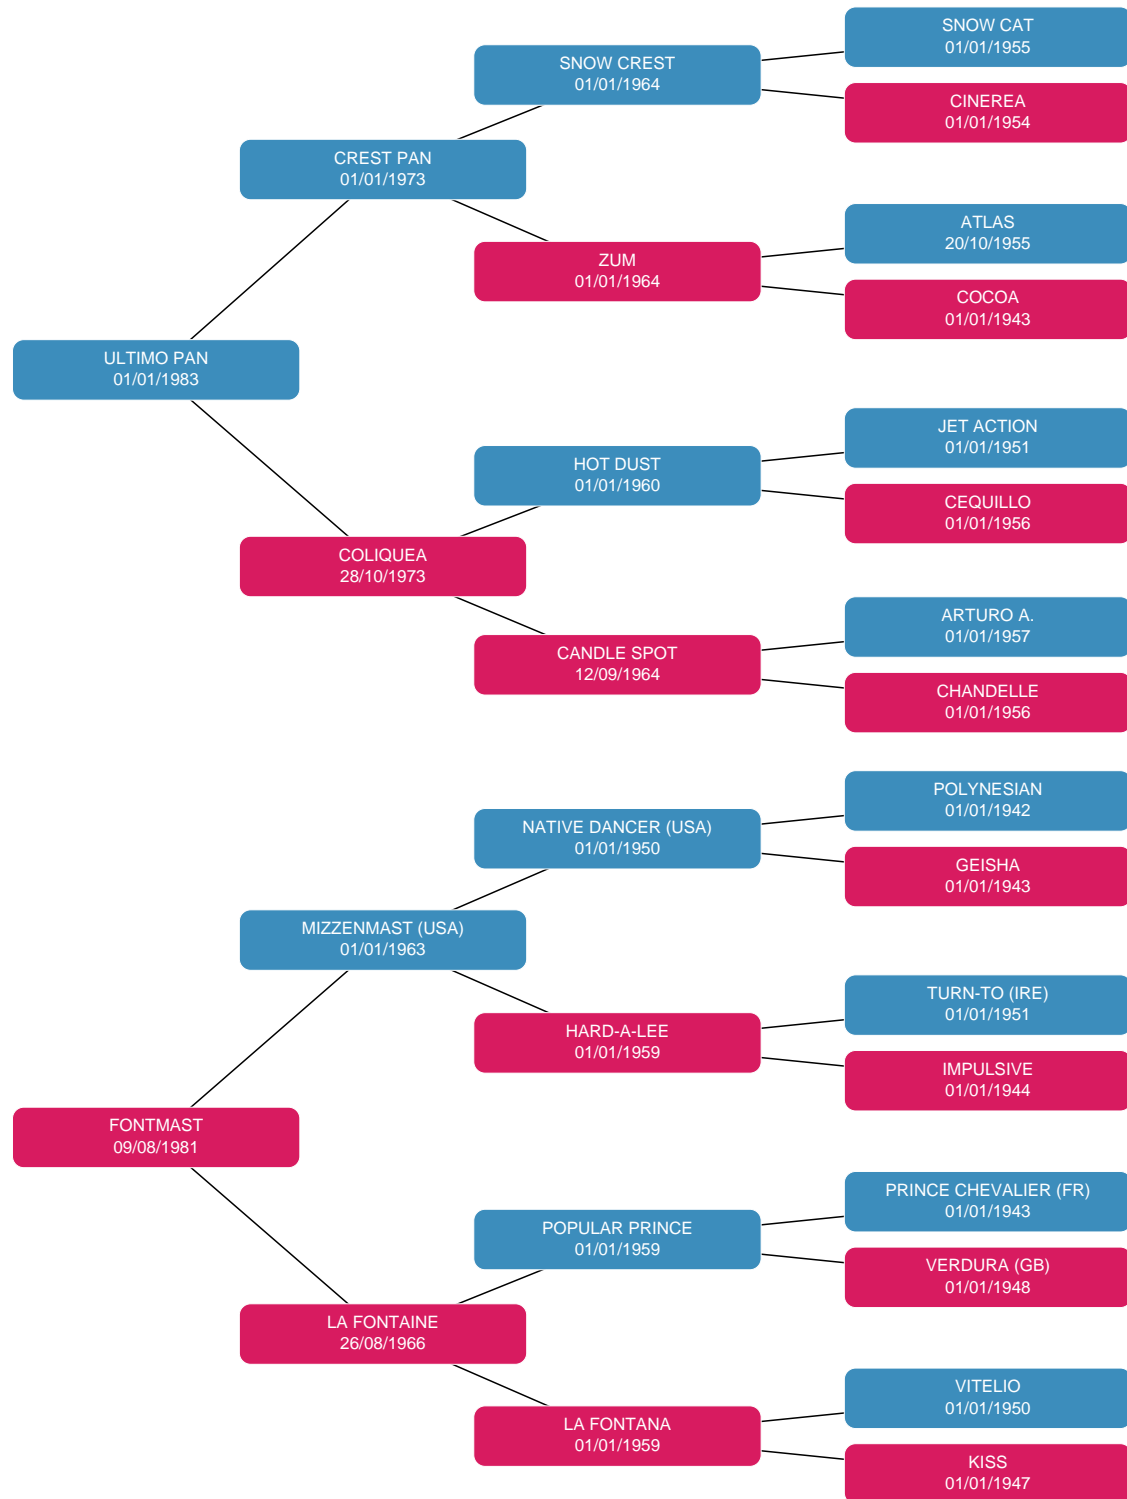 SNOW CAT
01/01/1955
SNOW CREST
01/01/1964
CINEREA
01/01/1954
CREST PAN
01/01/1973
ATLAS
20/10/1955
ZUM
01/01/1964
COCOA
01/01/1943
ULTIMO PAN
01/01/1983
JET ACTION
01/01/1951
HOT DUST
01/01/1960
CEQUILLO
01/01/1956
COLIQUEA
28/10/1973
ARTURO A.
01/01/1957
CANDLE SPOT
12/09/1964
CHANDELLE
01/01/1956
POLYNESIAN
01/01/1942
NATIVE DANCER (USA)
01/01/1950
GEISHA
01/01/1943
MIZZENMAST (USA)
01/01/1963
TURN-TO (IRE)
01/01/1951
HARD-A-LEE
01/01/1959
IMPULSIVE
01/01/1944
FONTMAST
09/08/1981
PRINCE CHEVALIER (FR)
01/01/1943
POPULAR PRINCE
01/01/1959
VERDURA (GB)
01/01/1948
LA FONTAINE
26/08/1966
VITELIO
01/01/1950
LA FONTANA
01/01/1959
KISS
01/01/1947